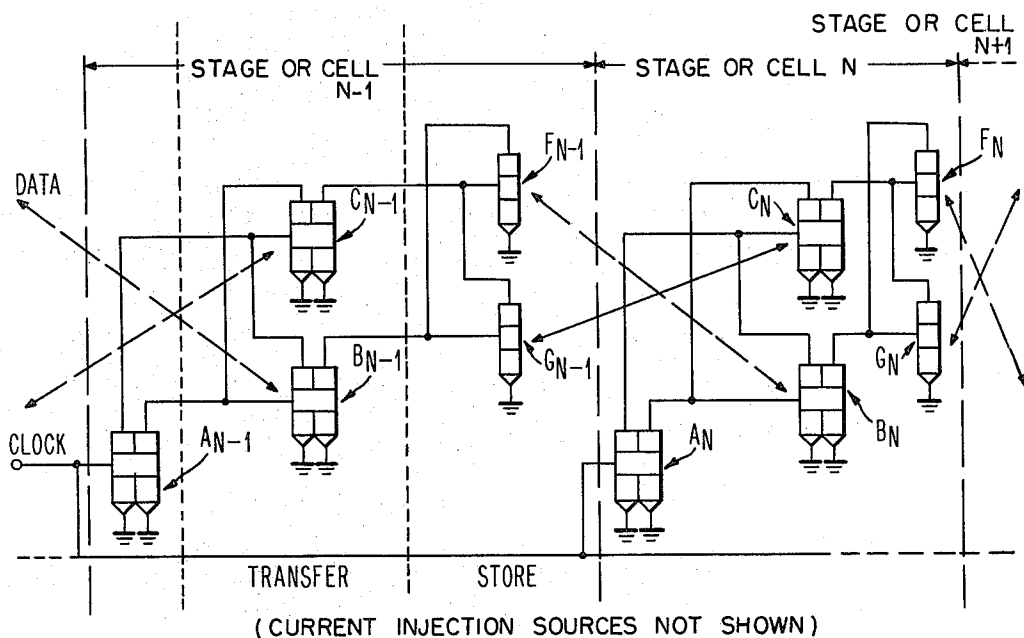 STAGE OR CELL
N+1
STAGE OR CELL
N-1
STAGE OR CELL N
DATA
CN-1
FN-1
CN
FN
BN-1
GN-1
GN
BN
CLOCK
AN-1
AN
TRANSFER
STORE
(CURRENT INJECTION SOURCES NOT SHOWN)